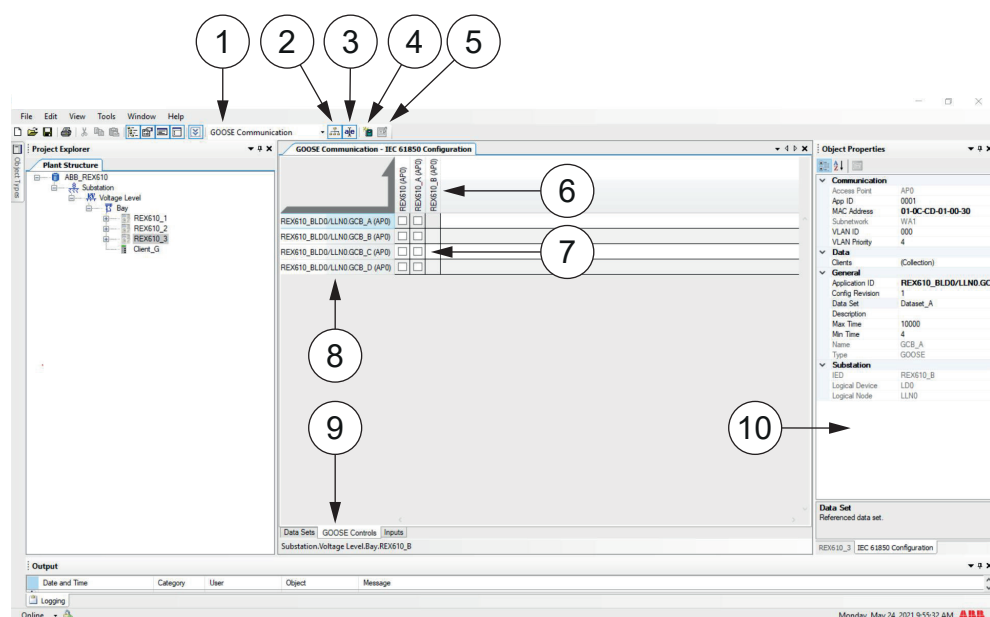 1 2 3 4 5
File Edit View Tools Window Help
GOOSE Communication
Object Types
Project Explorer
Plant Structure
ABB_REX610
Substation
Voltage Level
Bay
REX610_1
REX610_2
REX610_3
Client_G
GOOSE Communication - IEC 61850 Configuration
REX610 (AP0)
REX610_A (AP0)
REX610_B (AP0)
6
REX610_BLD0/LLN0.GCB_A (AP0)
REX610_BLD0/LLN0.GCB_B (AP0)
REX610_BLD0/LLN0.GCB_C (AP0)
REX610_BLD0/LLN0.GCB_D (AP0)
7
8
9
Data Sets GOOSE Controls Inputs
Substation.Voltage Level.Bay.REX610_B
Object Properties
Communication
Access Point AP0
App ID 0001
MAC Address 01-0C-CD-01-00-30
Subnetwork WA1
VLAN ID 000
VLAN Priority 4
Data
Clients (Collection)
General
Application ID REX610_BLD0/LLN0.GC
Config Revision 1
Data Set Dataset_A
Description
Max Time 10000
Min Time 4
Name GCB_A
Type GOOSE
Substation
IED REX610_B
Logical Device LD0
Logical Node LLN0
10
Data Set
Referenced data set.
REX610_3 IEC 61850 Configuration
Output
Date and Time Category User Object Message
Logging
Online
Monday, May 24, 2021 9:55:32 AM ABB